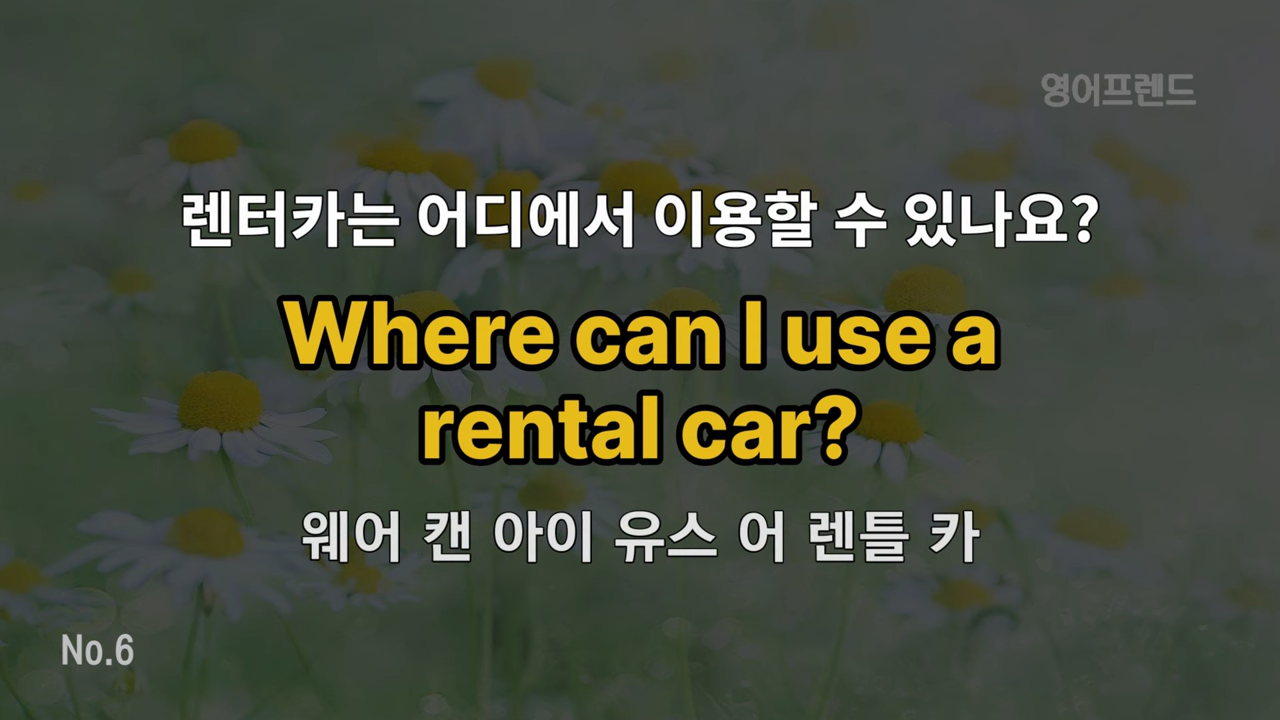 영어프렌드
렌터카는 어디에서 이용할 수 있나요?
Where can I use a
rental car?
웨어 캔 아이 유스 어 렌틀 카
No.6